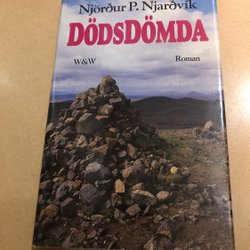 Njörður P. Njarðvík
DÖDSDÖMDA
W&W Roman